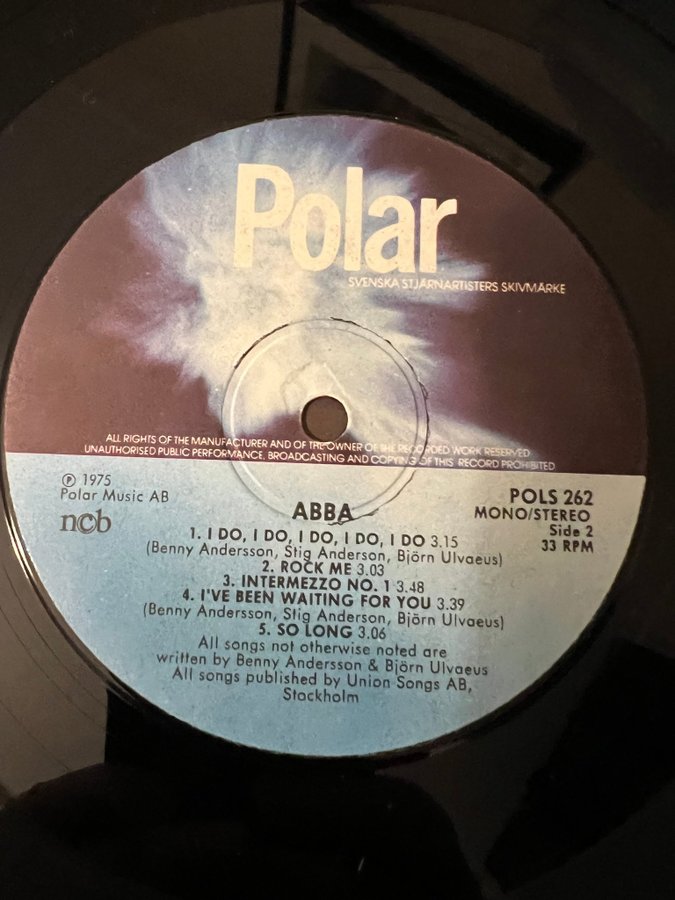 Polar
SVENSKA STJÄRNARTISTERS SKIVMÄRKE
ALL RIGHTS OF THE MANUFACTURER AND OF THE OWNER OF THE RECORDED WORK RESERVED
UNAUTHORISED PUBLIC PERFORMANCE, BROADCASTING AND COPYING OF THIS RECORD PROHIBITED
℗ 1975
Polar Music AB
ncb
POLS 262
MONO/STEREO
Side 2
33 RPM
ABBA
1. I DO, I DO, I DO, I DO, I DO 3.15
(Benny Andersson, Stig Anderson, Björn Ulvaeus)
2. ROCK ME 3.03
3. INTERMEZZO NO. 1 3.48
4. I'VE BEEN WAITING FOR YOU 3.39
(Benny Andersson, Stig Anderson, Björn Ulvaeus)
5. SO LONG 3.06
All songs not otherwise noted are
written by Benny Andersson & Björn Ulvaeus
All songs published by Union Songs AB,
Stockholm